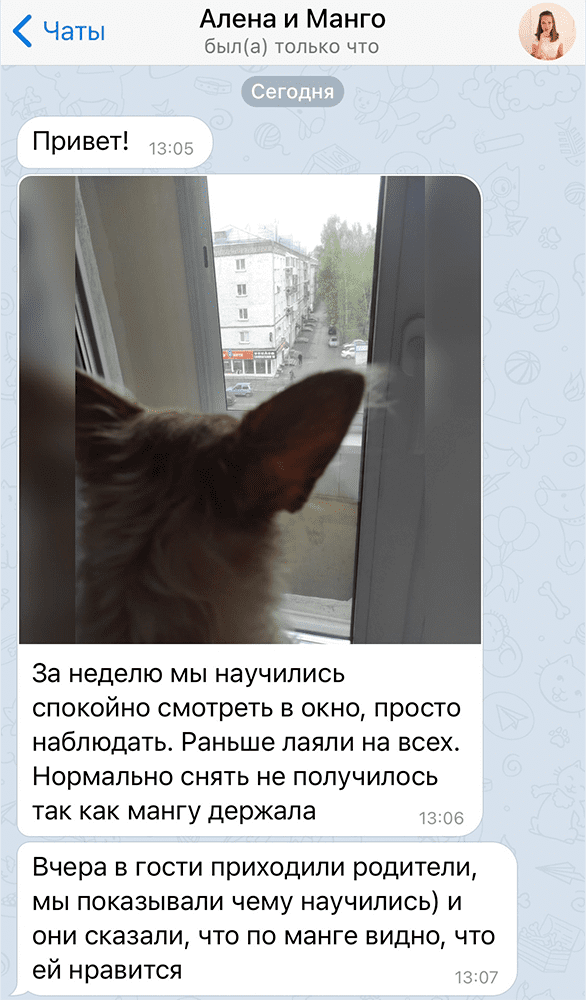 Чаты
Алена и Манго
был(а) только что
Сегодня
Привет! 13:05
За неделю мы научились
спокойно смотреть в окно, просто
наблюдать. Раньше лаяли на всех.
Нормально снять не получилось
так как мангу держала 13:06
Вчера в гости приходили родители,
мы показывали чему научились) и
они сказали, что по манге видно, что
ей нравится 13:07